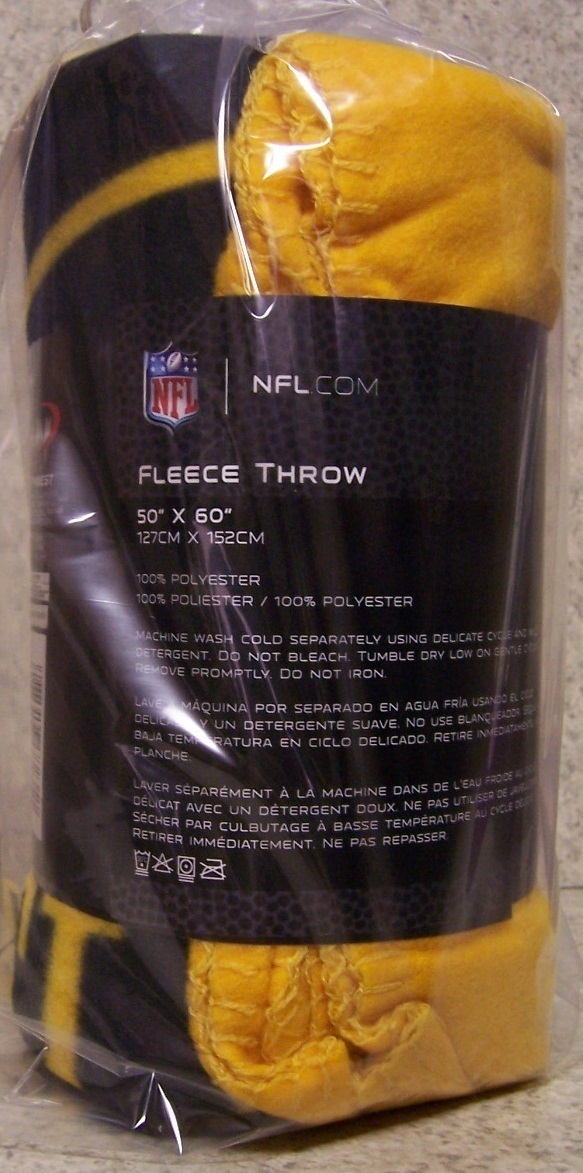 NFL
NFL.COM
FLEECE THROW
50" X 60"
127CM X 152CM
100% POLYESTER
100% POLIESTER / 100% POLYESTER
MACHINE WASH COLD SEPARATELY USING DELICATE CYCLE AND
DETERGENT. DO NOT BLEACH. TUMBLE DRY LOW ON GENTLE
REMOVE PROMPTLY. DO NOT IRON.
MÁQUINA POR SEPARADO EN AGUA FRÍA USANDO EL
Y UN DETERGENTE SUAVE. NO USE BLANQUEADOR.
BAJA TEMPERATURA EN CICLO DELICADO. RETIRE
PLANCHE
LAVER SÉPARÉMENT À LA MACHINE DANS DE L'EAU FROIDE AU
DÉLICAT AVEC UN DÉTERGENT DOUX. NE PAS UTILISER DE
SÉCHER PAR CULBUTAGE À BASSE TEMPÉRATURE AU CYCLE
RETIRER IMMÉDIATEMENT. NE PAS REPASSER.
T